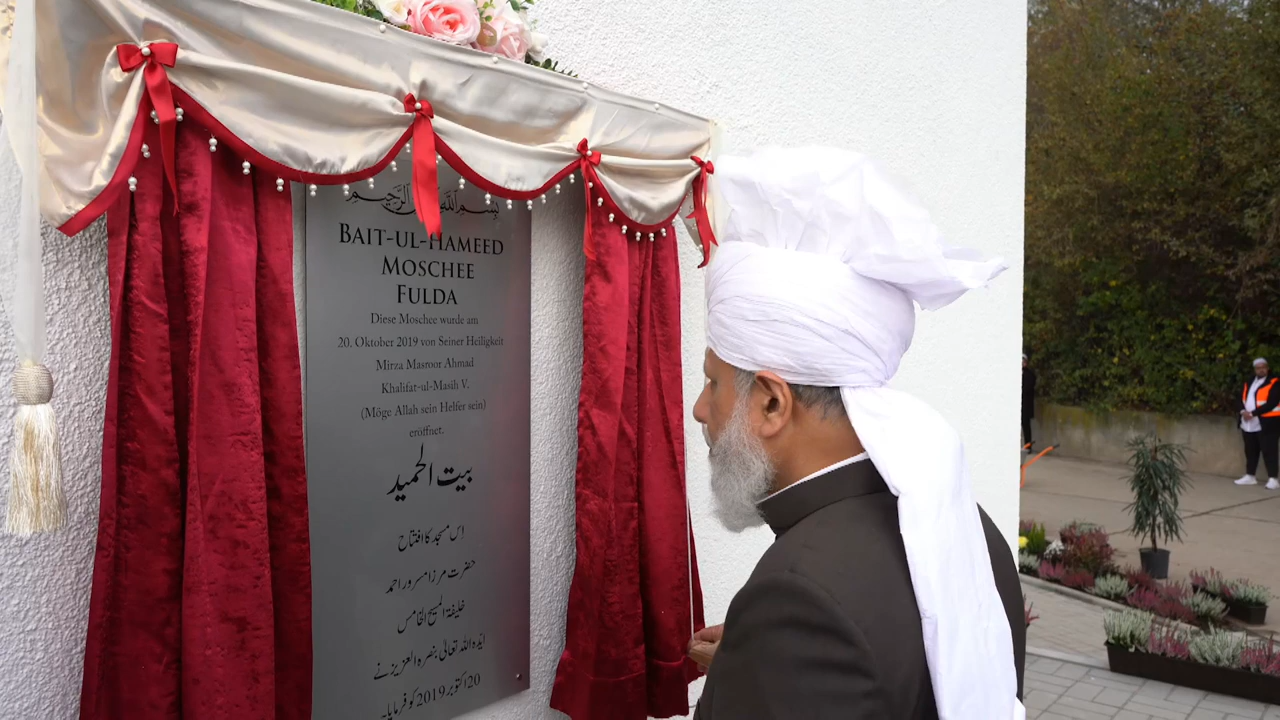 بسم الله الرحمن الرحيم
BAIT-UL-HAMEED
MOSCHEE
FULDA
Diese Moschee wurde am
20. Oktober 2019 von Seiner Heiligkeit
Mirza Masroor Ahmad
Khalifat-ul-Masih V.
(Möge Allah sein Helfer sein)
eröffnet.
بیت الحمید
اِس مسجد کا افتتاح
حضرت مرزا مسرور احمد
خلیفۃ المسیح الخامس
ایّدہ اللہ تعالیٰ بنصرہ العزیز نے
20 اکتوبر 2019 کو فرمایا۔